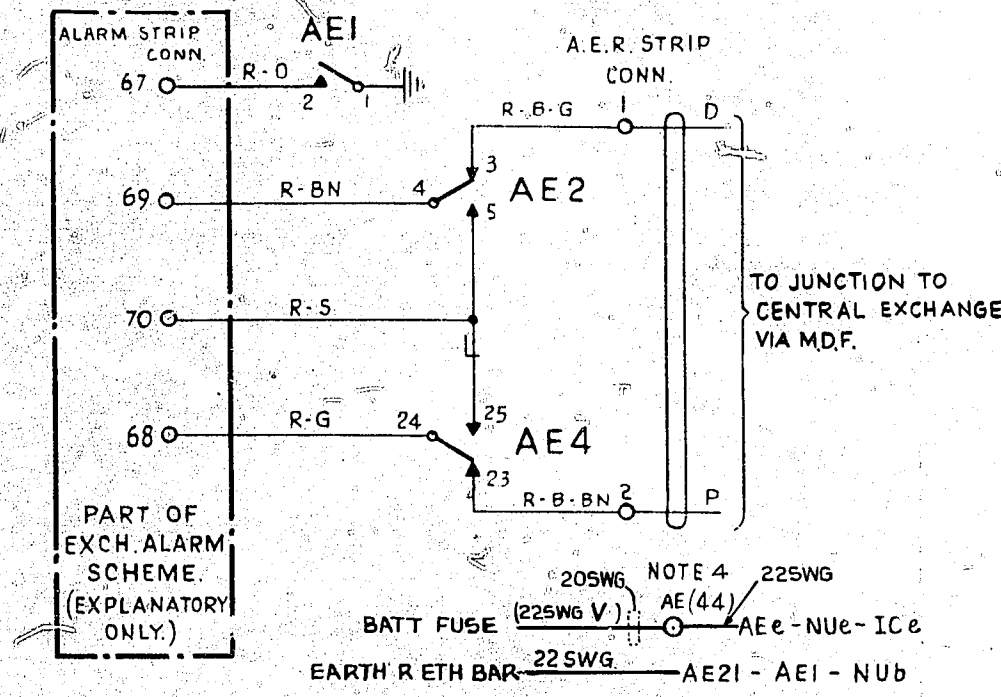 ALARM STRIP
CONN.
AE1
A.E.R. STRIP
CONN.
67
R-O
2
1
1
R-B-G
D
3
69
R-BN
4
AE2
5
TO JUNCTION TO
CENTRAL EXCHANGE
VIA M.D.F.
70
R-S
25
68
R-G
24
AE4
23
R-B-BN
2
P
PART OF
EXCH. ALARM
SCHEME.
(EXPLANATORY
ONLY.)
20SWG
NOTE 4
22SWG
BATT FUSE
(22SWG V)
AE(44)
AEe-NUe-ICe
EARTH R ETH BAR
22SWG
AE21-AE1-NUb